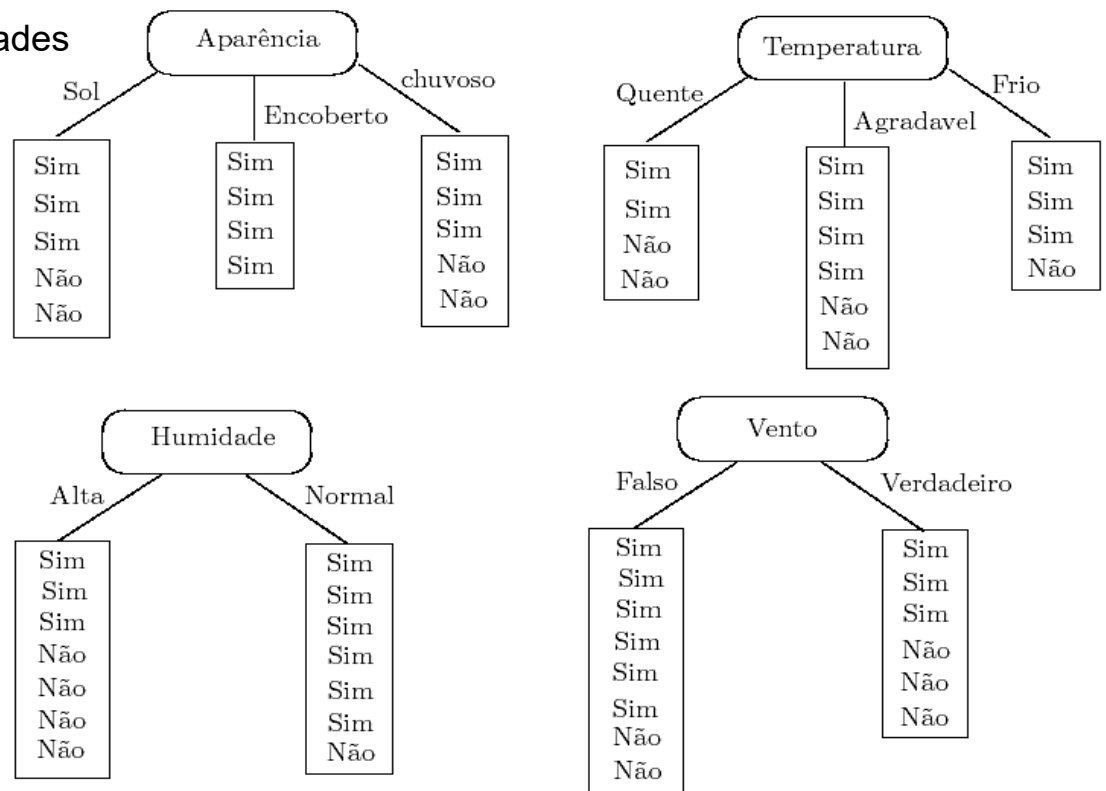 ades
Aparência
Sol
Encoberto
chuvoso
Sim
Sim
Sim
Não
Não
Sim
Sim
Sim
Sim
Sim
Sim
Sim
Não
Não
Temperatura
Quente
Agradavel
Frio
Sim
Sim
Não
Não
Sim
Sim
Sim
Sim
Não
Não
Sim
Sim
Sim
Não
Humidade
Alta
Normal
Sim
Sim
Sim
Não
Não
Não
Não
Sim
Sim
Sim
Sim
Sim
Sim
Não
Vento
Falso
Verdadeiro
Sim
Sim
Sim
Sim
Sim
Sim
Não
Não
Sim
Sim
Sim
Não
Não
Não